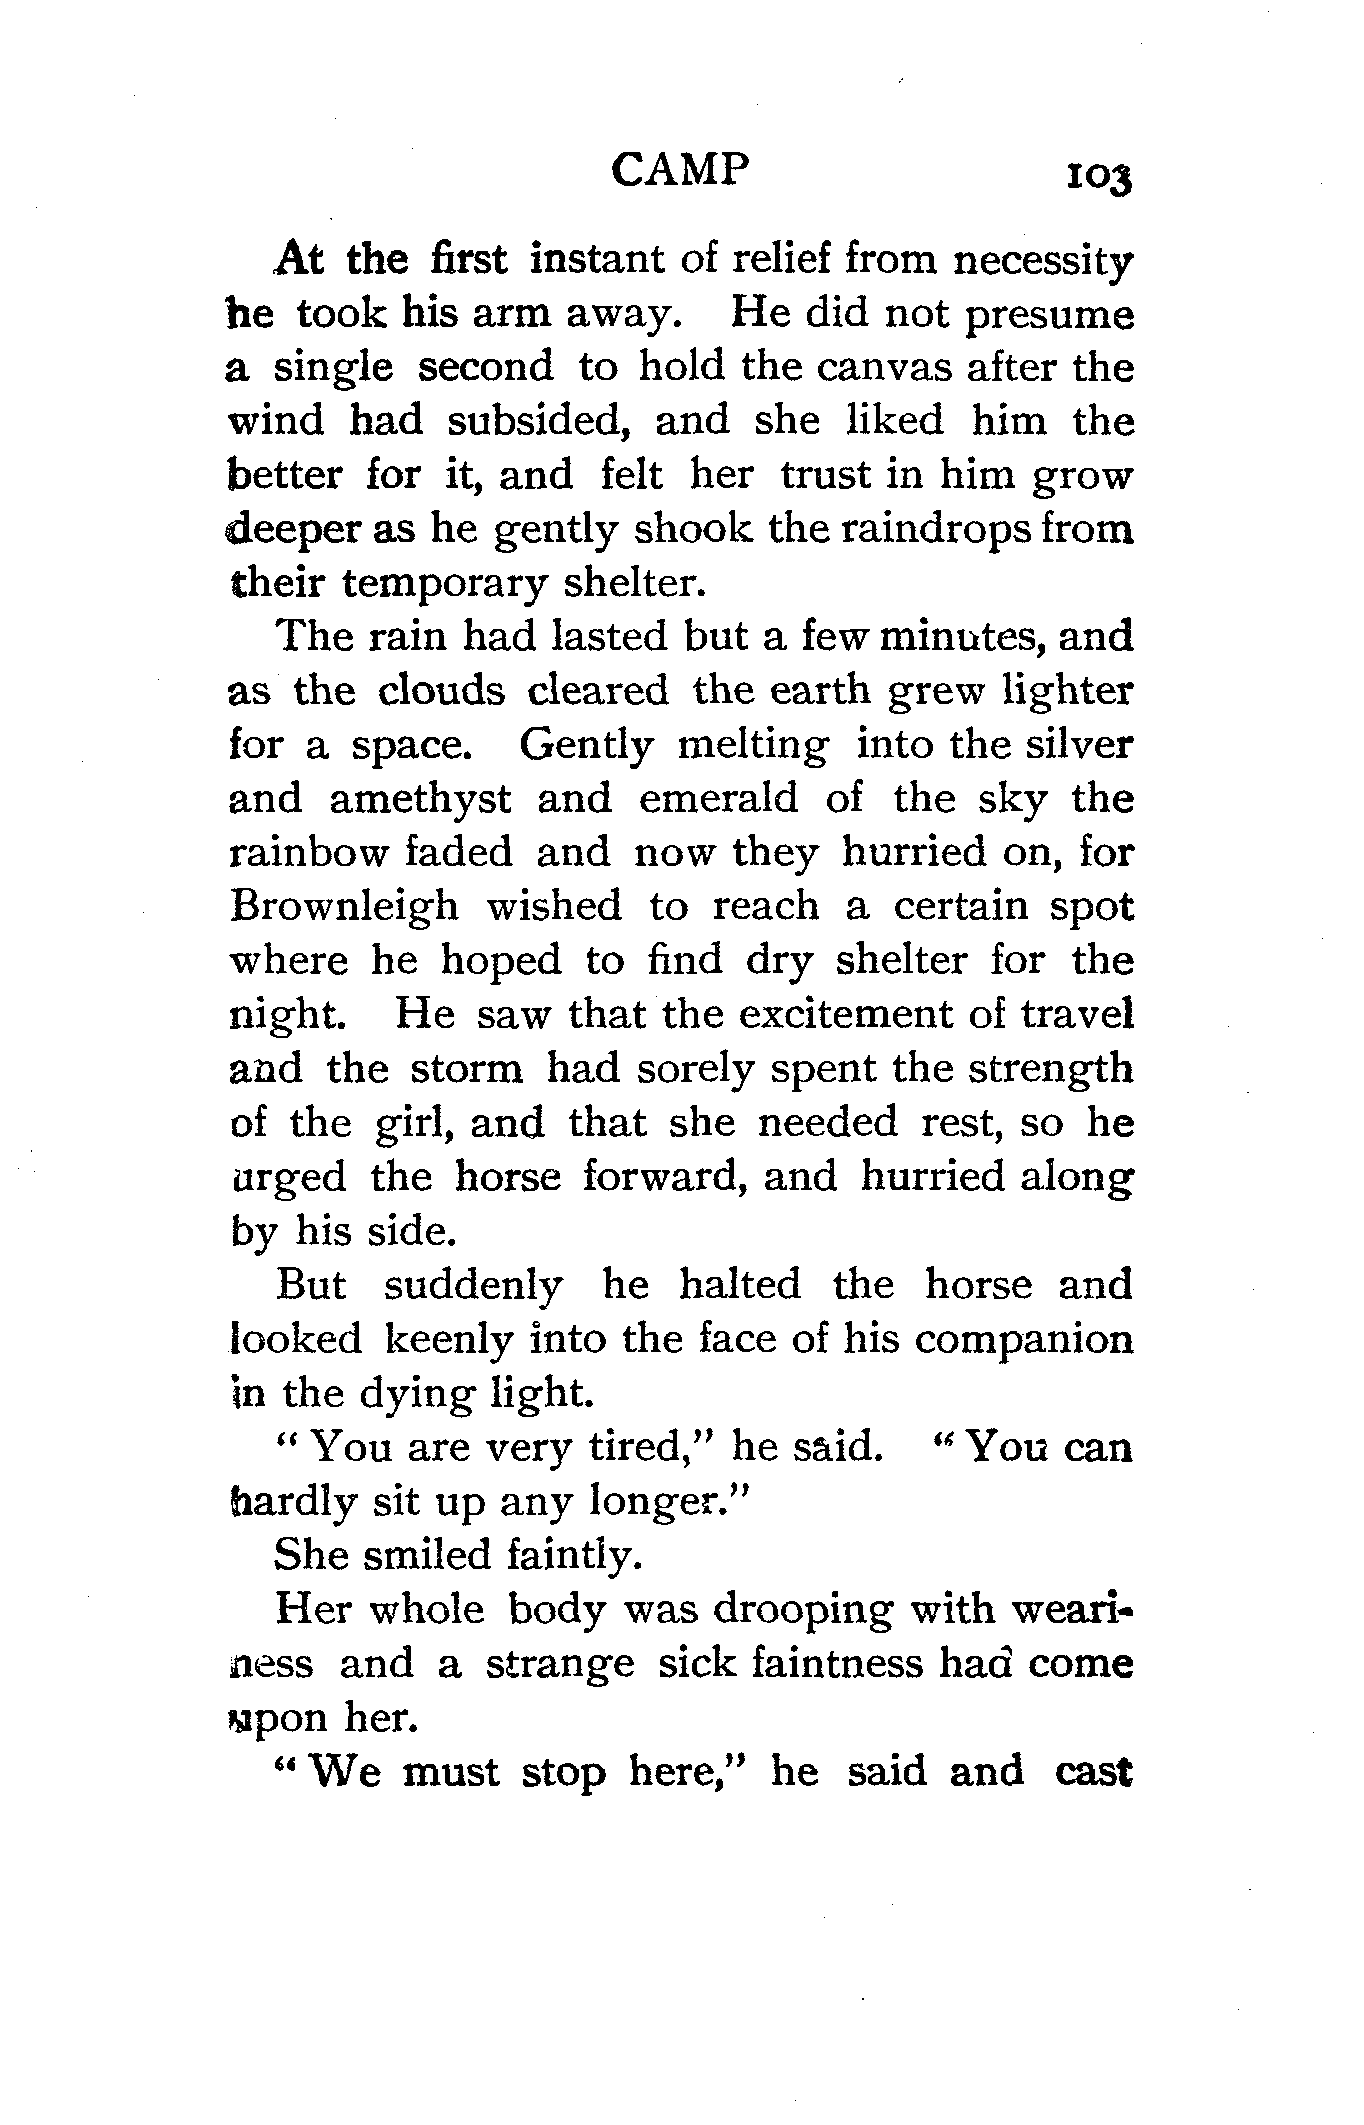 CAMP 103
At the first instant of relief from necessity
he took his arm away. He did not presume
a single second to hold the canvas after the
wind had subsided, and she liked him the
better for it, and felt her trust in him grow
deeper as he gently shook the raindrops from
their temporary shelter.
The rain had lasted but a few minutes, and
as the clouds cleared the earth grew lighter
for a space. Gently melting into the silver
and amethyst and emerald of the sky the
rainbow faded and now they hurried on, for
Brownleigh wished to reach a certain spot
where he hoped to find dry shelter for the
night. He saw that the excitement of travel
and the storm had sorely spent the strength
of the girl, and that she needed rest, so he
urged the horse forward, and hurried along
by his side.
But suddenly he halted the horse and
looked keenly into the face of his companion
in the dying light.
“ You are very tired,” he said. “ You can
hardly sit up any longer.”
She smiled faintly.
Her whole body was drooping with weari-
ness and a strange sick faintness had come
upon her.
“ We must stop here,” he said and cast